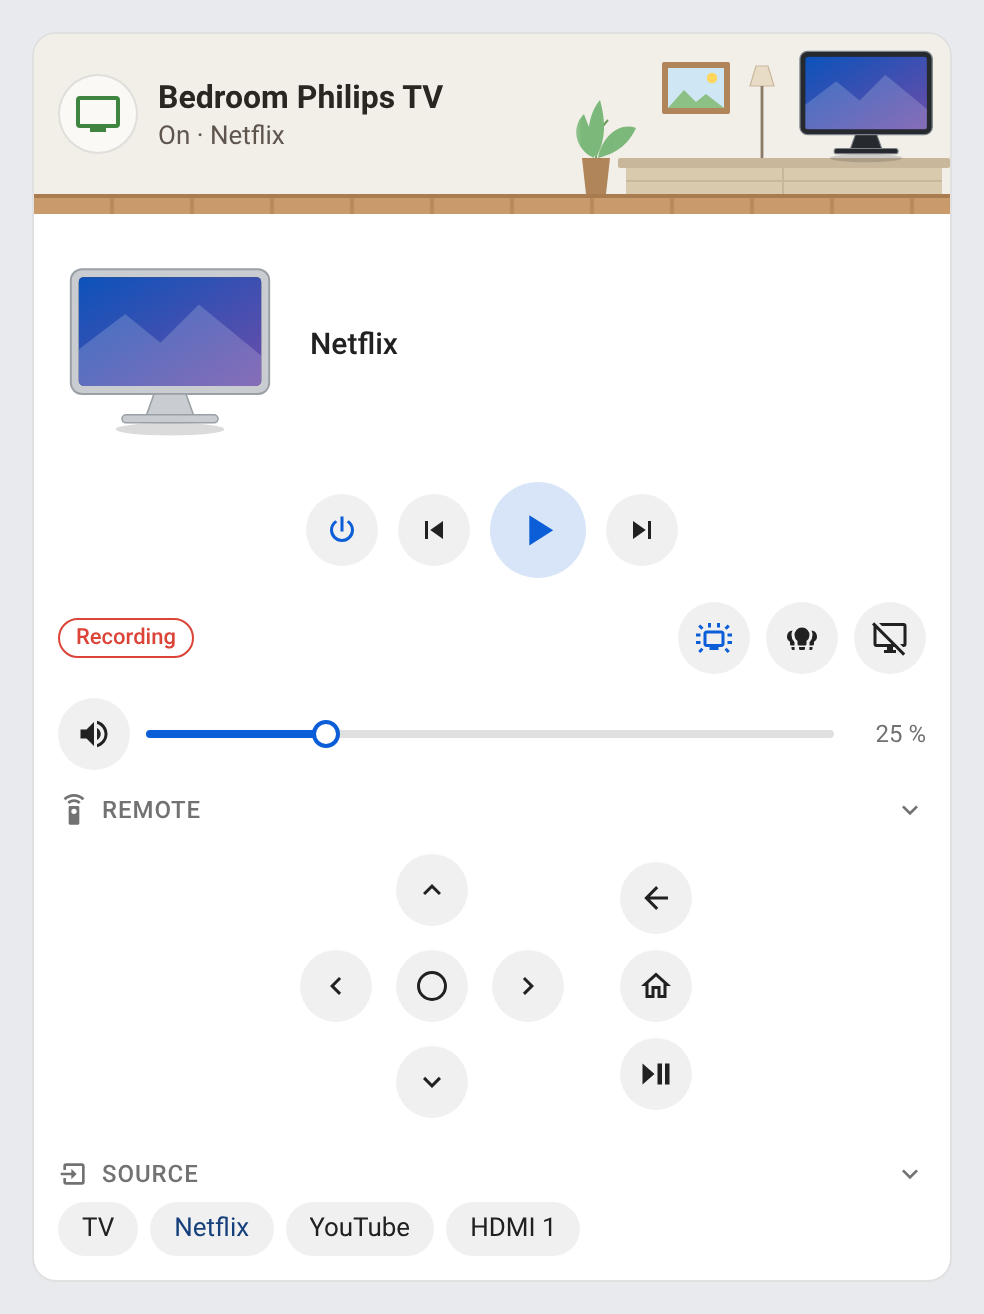 Bedroom Philips TV
On · Netflix
Netflix
Recording
25 %
REMOTE
SOURCE
TV
Netflix
YouTube
HDMI 1